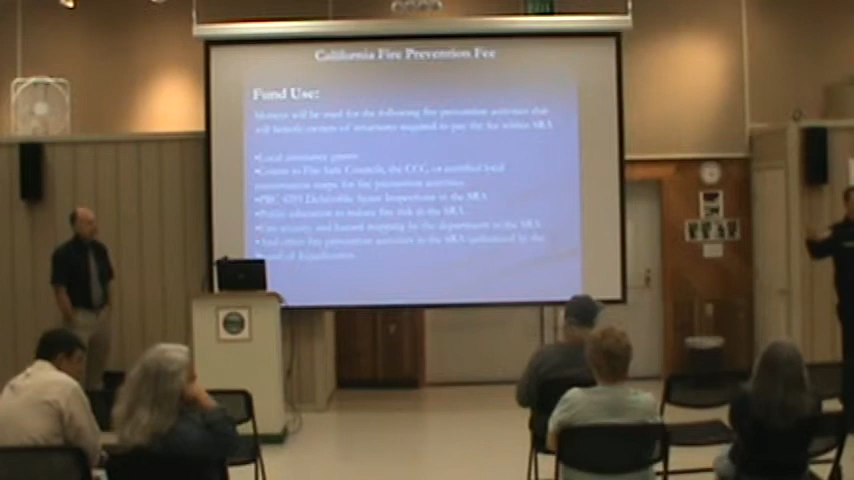 California Fire Prevention Fee
Fund Use:
Moneys will be used for the following fire prevention activities that
will benefit owners of structures required to pay the fee within SRA
•Local assistance grants
•Grants to Fire Safe Councils, the CCC, or certified local
conservation corps for fire prevention activities
•PRC 4291 Defensible Space Inspections in the SRA
•Public education to reduce fire risk in the SRA
•Fire severity and hazard mapping by the department in the SRA
•And other fire prevention activities in the SRA authorized by the
Board of Equalization